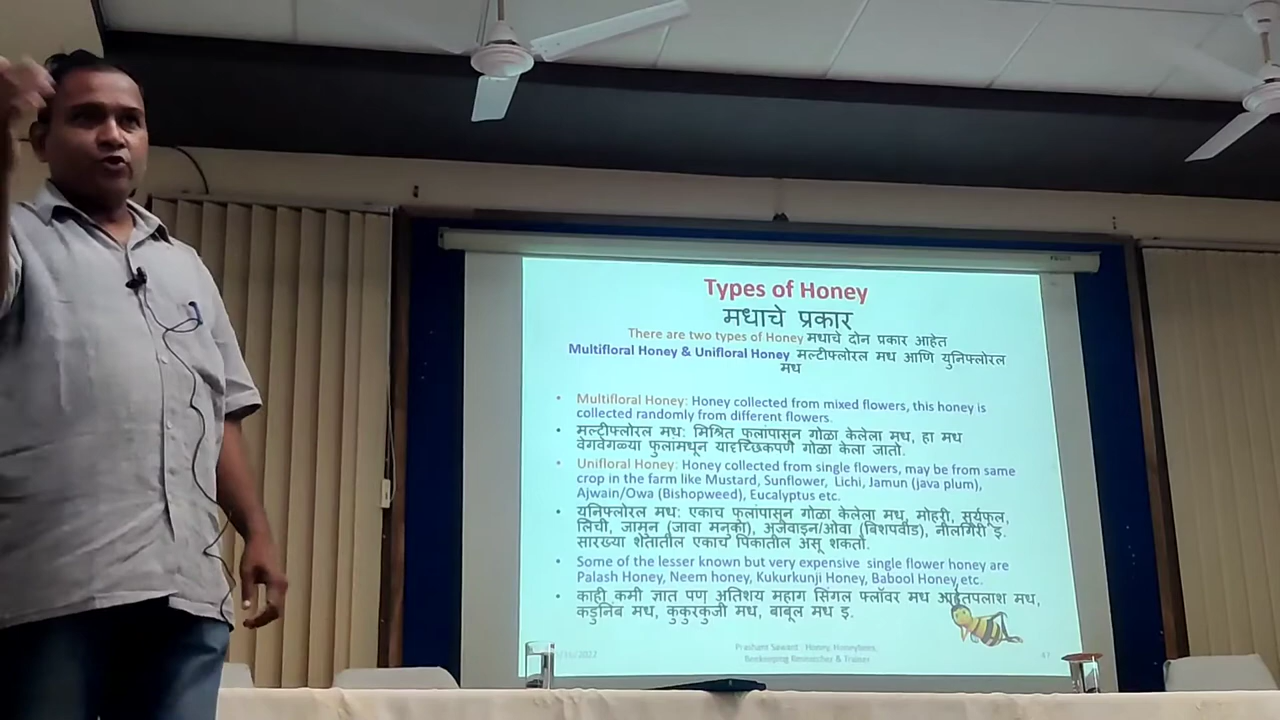 Types of Honey
मधाचे प्रकार
There are two types of Honey मधाचे दोन प्रकार आहेत
Multifloral Honey & Unifloral Honey मल्टीफ्लोरल मध आणि युनिफ्लोरल
मध
• Multifloral Honey: Honey collected from mixed flowers, this honey is
collected randomly from different flowers.
• मल्टीफ्लोरल मध: मिश्रित फुलांपासून गोळा केलेला मध, हा मध
वेगवेगळ्या फुलांमधून यादृच्छिकपणे गोळा केला जातो.
• Unifloral Honey: Honey collected from single flowers, may be from same
crop in the farm like Mustard, Sunflower, Lichi, Jamun (java plum),
Ajwain/Owa (Bishopweed), Eucalyptus etc.
• युनिफ्लोरल मध: एकाच फुलांपासून गोळा केलेला मध, मोहरी, सूर्यफूल,
लिची, जामुन (जावा मनुका), अजवाइन/ओवा (बिशपवीड), नीलगिरी इ.
सारख्या शेतातील एकाच पिकातील असू शकतो.
• Some of the lesser known but very expensive single flower honey are
Palash Honey, Neem honey, Kukurkunji Honey, Babool Honey etc.
• काही कमी ज्ञात पण अतिशय महाग सिंगल फ्लॉवर मध आहेतपलाश मध,
कडुनिंब मध, कुकुरकुंजी मध, बाबूल मध इ.
2022
Prashant Sawant : Honey, Honeybees,
Beekeeping Researcher & Trainer
47